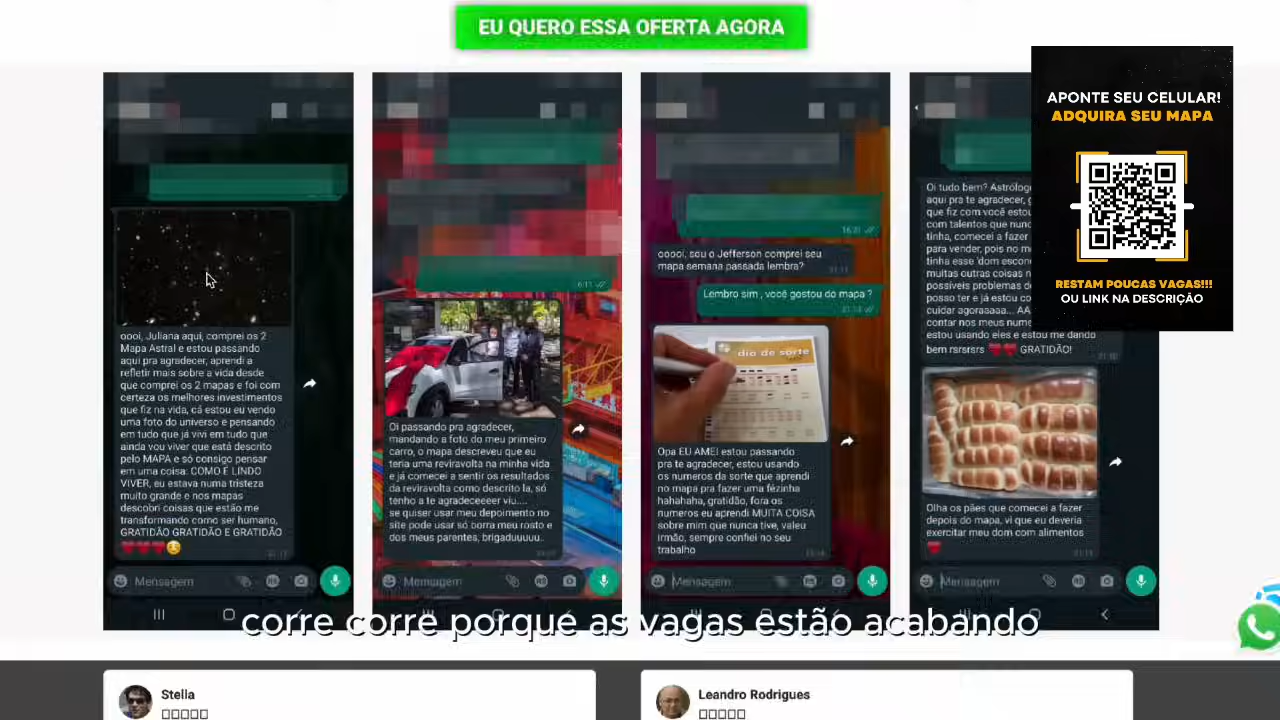 EU QUERO ESSA OFERTA AGORA
oooi, Juliana aqui, comprei os 2
Mapa Astral e estou passando
aqui pra agradecer, aprendi a
refletir mais sobre a vida desde
que comprei os 2 mapas e foi com
certeza os melhores investimentos
que fiz na vida, cá estou eu vendo
uma foto do universo e pensando
em tudo que já vivi em tudo que
ainda vou viver que está descrito
pelo MAPA e só consigo pensar
em uma coisa: COMO É LINDO
VIVER, eu estava numa tristeza
muito grande e nos mapas
descobri coisas que estão me
transformando como ser humano,
GRATIDÃO GRATIDÃO E GRATIDÃO
Mensagem
6:11
Oi passando pra agradecer,
mandando a foto do meu primeiro
carro, o mapa descreveu que eu
teria uma reviravolta na minha vida
e já comecei a sentir os resultados
da reviravolta como descrito la, só
tenho a te agradeceeeer viu....
se quiser usar meu depoimento no
site pode usar só borra meu rosto e
dos meus parentes, brigaduuuuu..
Mensagem
ooooi, sou o Jefferson comprei seu
mapa semana passada lembra?
Lembro sim , você gostou do mapa ?
dia de sorte
Opa EU AMEI estou passando
pra te agradecer, estou usando
os numeros da sorte que aprendi
no mapa pra fazer uma fézinha
hahahaha, gratidão, fora os
numeros eu aprendi MUITA COISA
sobre mim que nunca tive, valeu
irmão, sempre confiei no seu
trabalho
Mensagem
Oi tudo bem? Astrólogo
aqui pra te agradecer,
que fiz com você estou
com talentos que nunc
tinha, comecei a fazer
para vender, pois no m
tinha esse 'dom escon
muitas outras coisas n
possíveis problemas d
posso ter e já estou co
cuidar agoraaaaa... AA
contar nos meus nume
estou usando eles e estou me dando
bem rsrsrsrs GRATIDÃO!
Olha os pães que comecei a fazer
depois do mapa, vi que eu deveria
exercitar meu dom com alimentos
Mensagem
APONTE SEU CELULAR!
ADQUIRA SEU MAPA
RESTAM POUCAS VAGAS!!!
OU LINK NA DESCRIÇÃO
corre corre porque as vagas estão acabando
Stella
Leandro Rodrigues